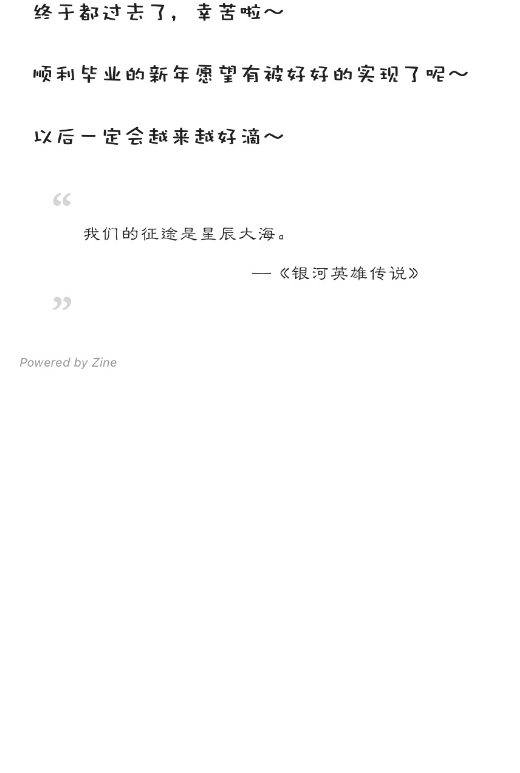 终于都过去了，幸苦啦～
顺利毕业的新年愿望有被好好的实现了呢～
以后一定会越来越好滴～
“
我们的征途是星辰大海。
—《银河英雄传说》
”
Powered by Zine